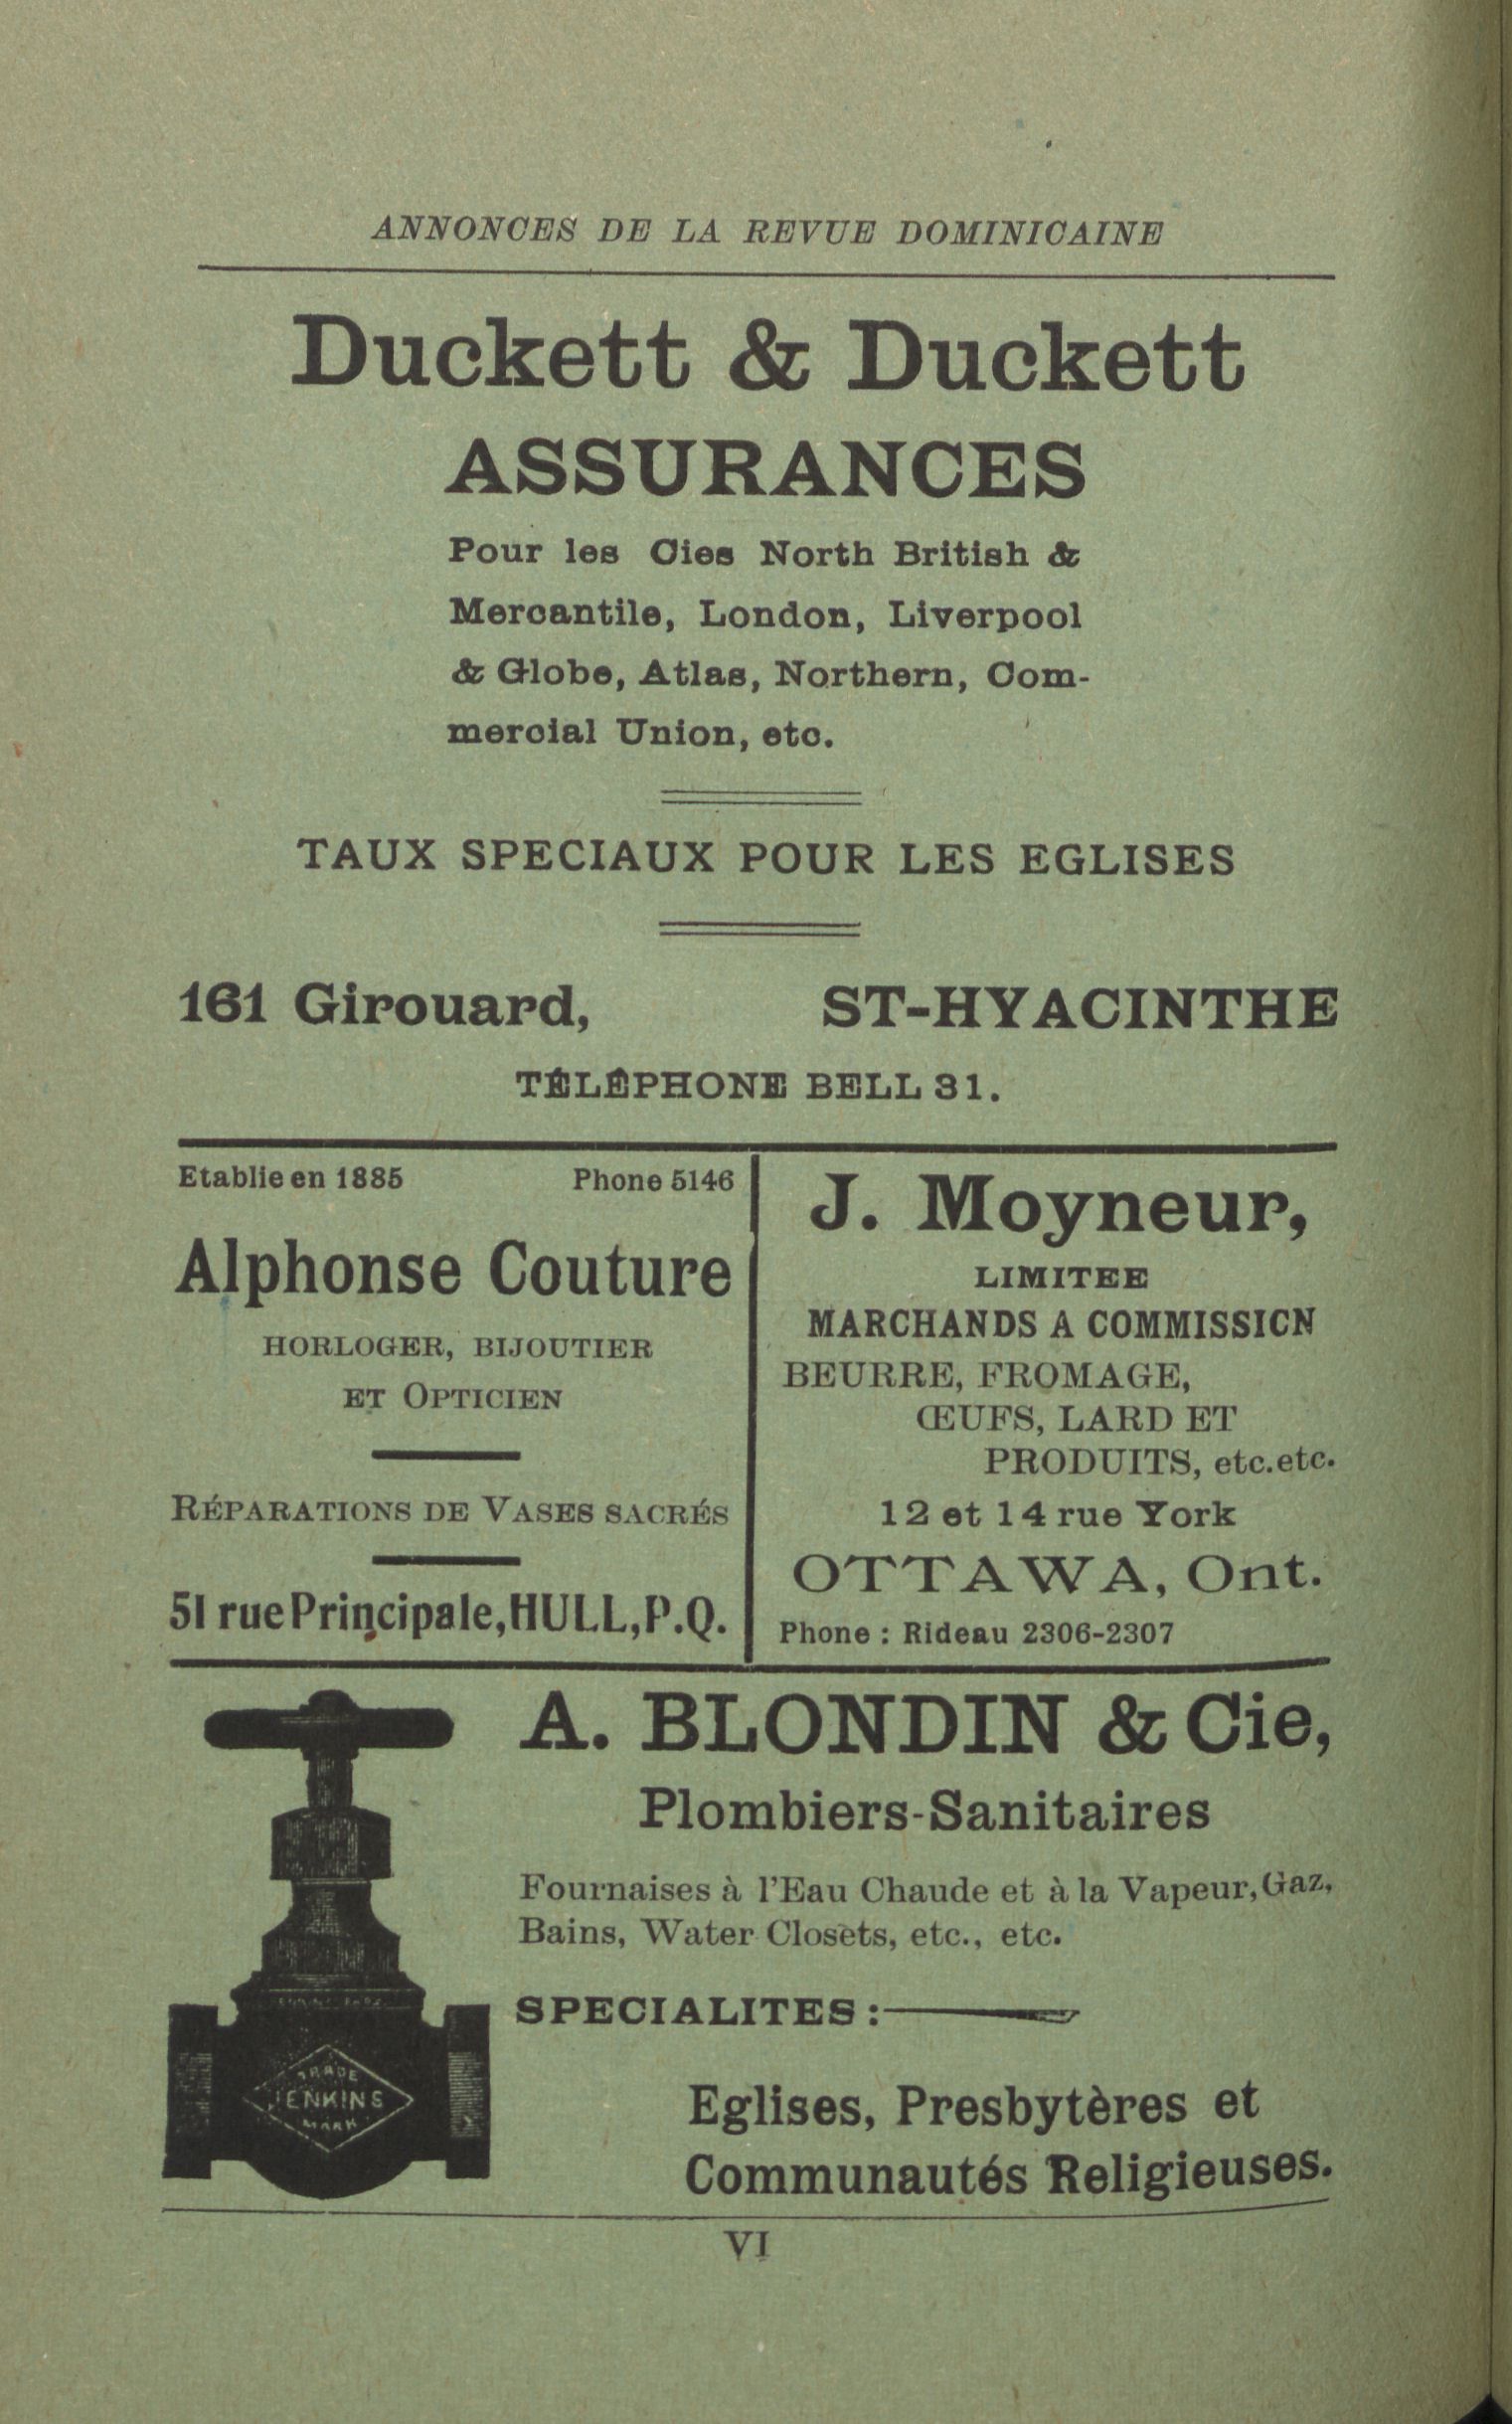 ANNONCES DE LA REVUE DOMINICAINE
Duckett & Duckett
ASSURANCES
Pour les Cies North British &
Mercantile, London, Liverpool
& Globe, Atlas, Northern, Com-
mercial Union, etc.
TAUX SPECIAUX POUR LES EGLISES
161 Girouard, ST-HYACINTHE
TÉLÉPHONE BELL 31.
Etablie en 1885 Phone 5146
Alphonse Couture
HORLOGER, BIJOUTIER
ET OPTICIEN
RÉPARATIONS DE VASES SACRÉS
51 rue Principale, HULL, P.Q.
J. Moyneur,
LIMITEE
MARCHANDS A COMMISSION
BEURRE, FROMAGE,
ŒUFS, LARD ET
PRODUITS, etc. etc.
12 et 14 rue York
OTTAWA, Ont.
Phone : Rideau 2306-2307
A. BLONDIN & Cie,
Plombiers-Sanitaires
Fournaises à l'Eau Chaude et à la Vapeur, Gaz,
Bains, Water Closets, etc., etc.
SPECIALITES :
Eglises, Presbytères et
Communautés Religieuses.
TRADE
JENKINS
MARK
VI